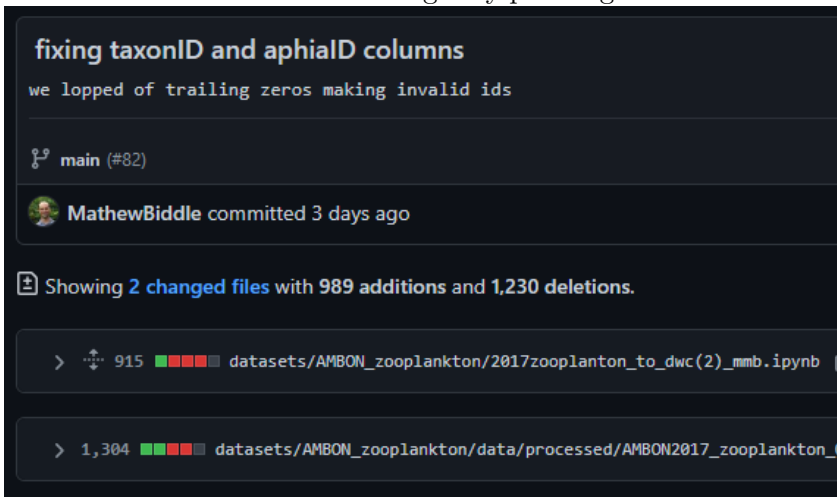 fixing taxonID and aphiaID columns
we lopped of trailing zeros making invalid ids
main (#82)
MathewBiddle committed 3 days ago
Showing 2 changed files with 989 additions and 1,230 deletions.
915 datasets/AMBON_zooplankton/2017zooplanton_to_dwc(2)_mmb.ipynb
1,304 datasets/AMBON_zooplankton/data/processed/AMBON2017_zooplankton_